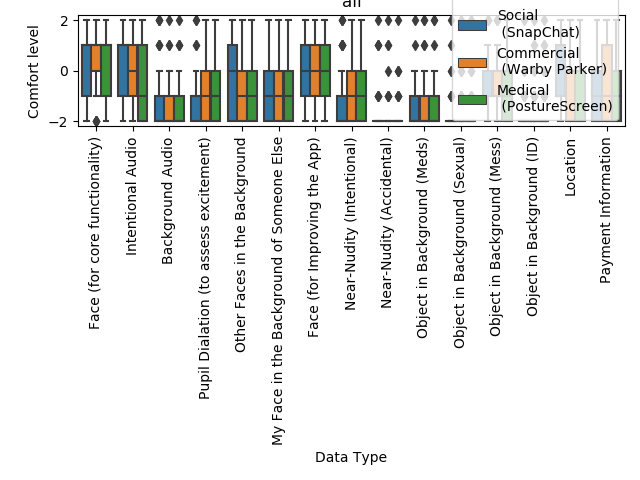 all
Comfort level
2
0
−2
Social
(SnapChat)
Commercial
(Warby Parker)
Medical
(PostureScreen)
Face (for core functionality)
Intentional Audio
Background Audio
Pupil Dialation (to assess excitement)
Other Faces in the Background
My Face in the Background of Someone Else
Face (for Improving the App)
Near-Nudity (Intentional)
Near-Nudity (Accidental)
Object in Background (Meds)
Object in Background (Sexual)
Object in Background (Mess)
Object in Background (ID)
Location
Payment Information
Data Type